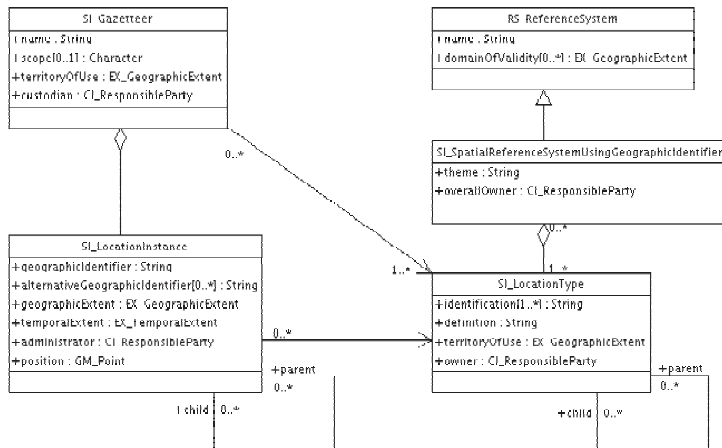 SI_Gazetteer
+name : String
+scope[0..1] : Character
+territoryOfUse : EX_GeographicExtent
+custodian : CI_ResponsibleParty
RS_ReferenceSystem
+name : String
+domainOfValidity[0..*] : EX_GeographicExtent
0..*
SI_SpatialReferenceSystemUsingGeographicIdentifier
+theme : String
+overallOwner : CI_ResponsibleParty
0..*
1..*
1..*
SI_LocationInstance
+geographicIdentifier : String
+alternativeGeographicIdentifier[0..*] : String
+geographicExtent : EX_GeographicExtent
+temporalExtent : EX_TemporalExtent
+administrator : CI_ResponsibleParty
+position : GM_Point
0..*
SI_LocationType
+identification[1..*] : String
+definition : String
+territoryOfUse : EX_GeographicExtent
+owner : CI_ResponsibleParty
+parent
0..*
+child 0..*
+parent
0..*
+child 0..*